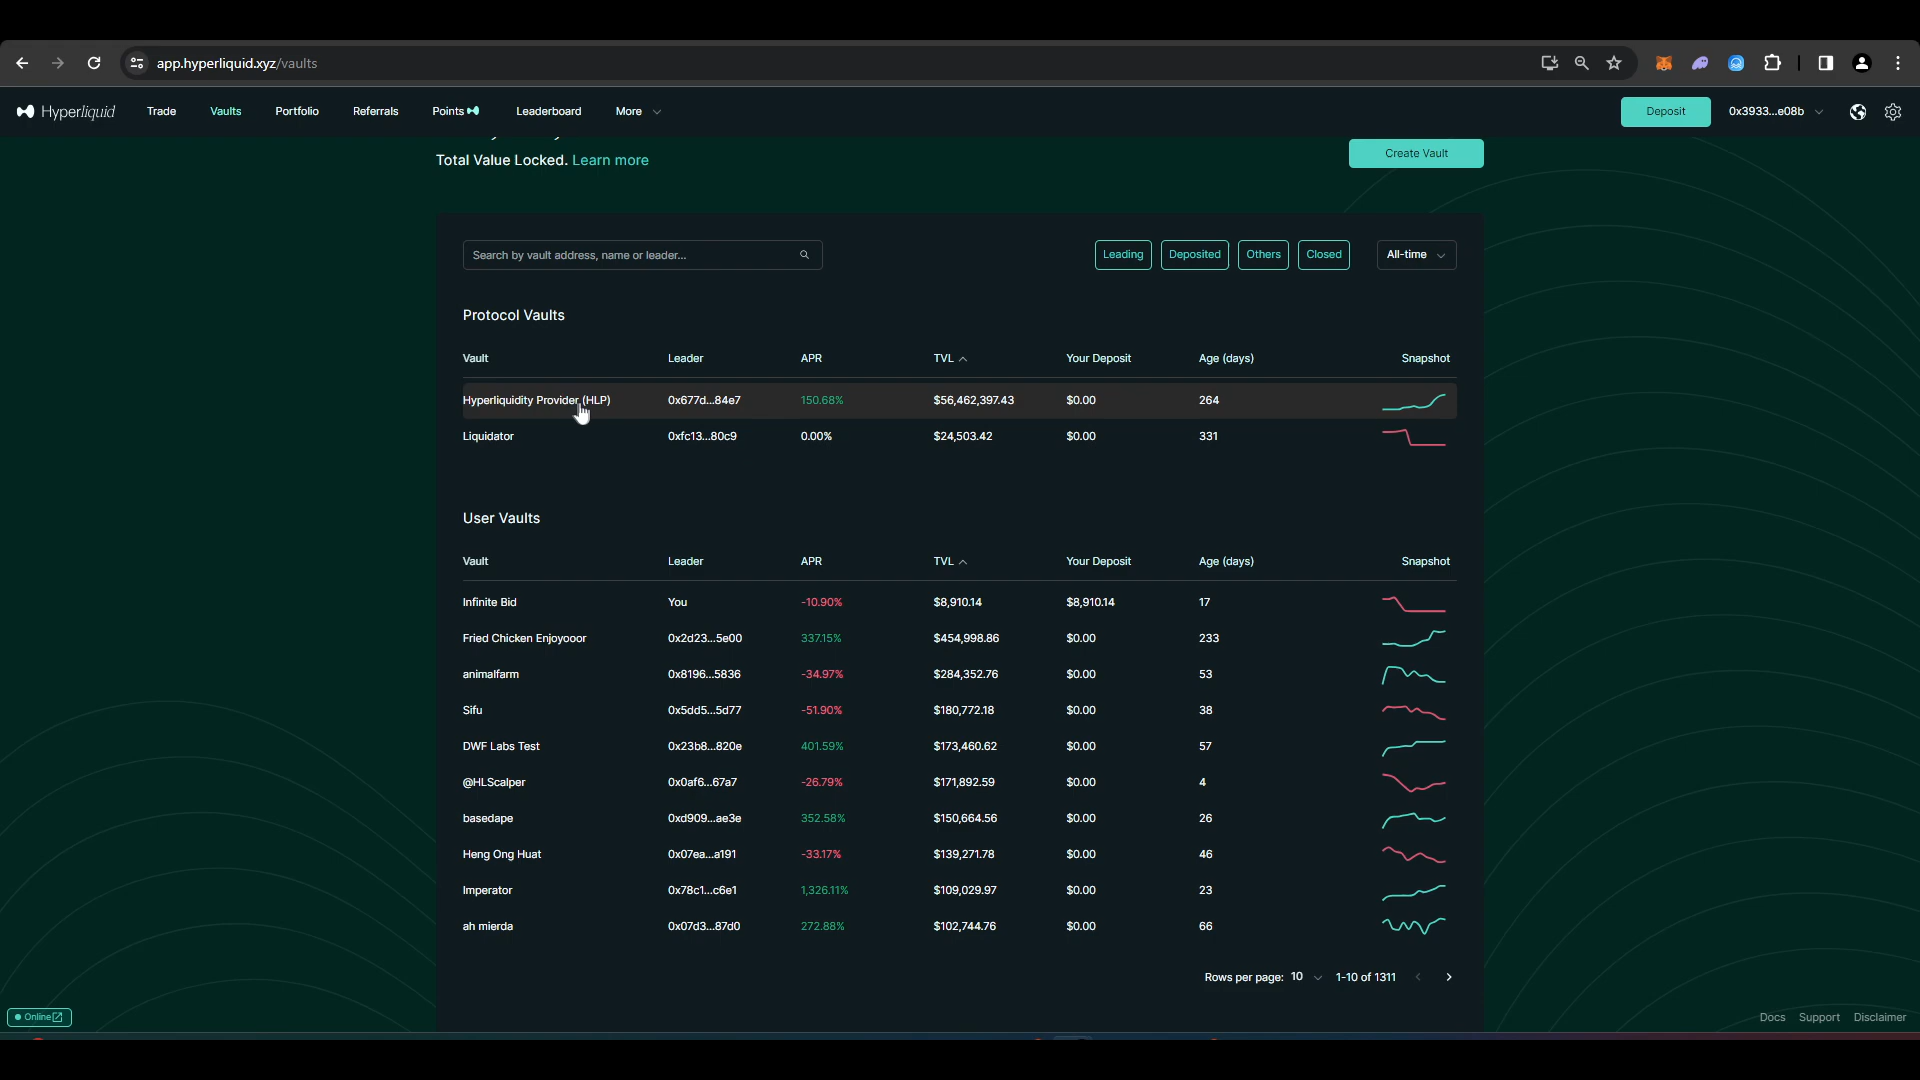 app.hyperliquid.xyz/vaults
Hyperliquid Trade Vaults Portfolio Referrals Points Leaderboard More Deposit 0x3933...e08b
Total Value Locked. Learn more
Create Vault
Search by vault address, name or leader... Leading Deposited Others Closed All-time
Protocol Vaults
Vault Leader APR TVL Your Deposit Age (days) Snapshot
Hyperliquidity Provider (HLP) 0x677d...84e7 150.68% $56,462,397.43 $0.00 264
Liquidator 0xfc13...80c9 0.00% $24,503.42 $0.00 331
User Vaults
Vault Leader APR TVL Your Deposit Age (days) Snapshot
Infinite Bid You -10.90% $8,910.14 $8,910.14 17
Fried Chicken Enjoyooor 0x2d23...5e00 337.15% $454,998.86 $0.00 233
animalfarm 0x8196...5836 -34.97% $284,352.76 $0.00 53
Sifu 0x5dd5...5d77 -51.90% $180,772.18 $0.00 38
DWF Labs Test 0x23b8...820e 401.59% $173,460.62 $0.00 57
@HLScalper 0x0af6...67a7 -26.79% $171,892.59 $0.00 4
basedape 0xd909...ae3e 352.58% $150,664.56 $0.00 26
Heng Ong Huat 0x07ea...a191 -33.17% $139,271.78 $0.00 46
Imperator 0x78c1...c6e1 1,326.11% $109,029.97 $0.00 23
ah mierda 0x07d3...87d0 272.88% $102,744.76 $0.00 66
Rows per page: 10 1-10 of 1311
Online Docs Support Disclaimer